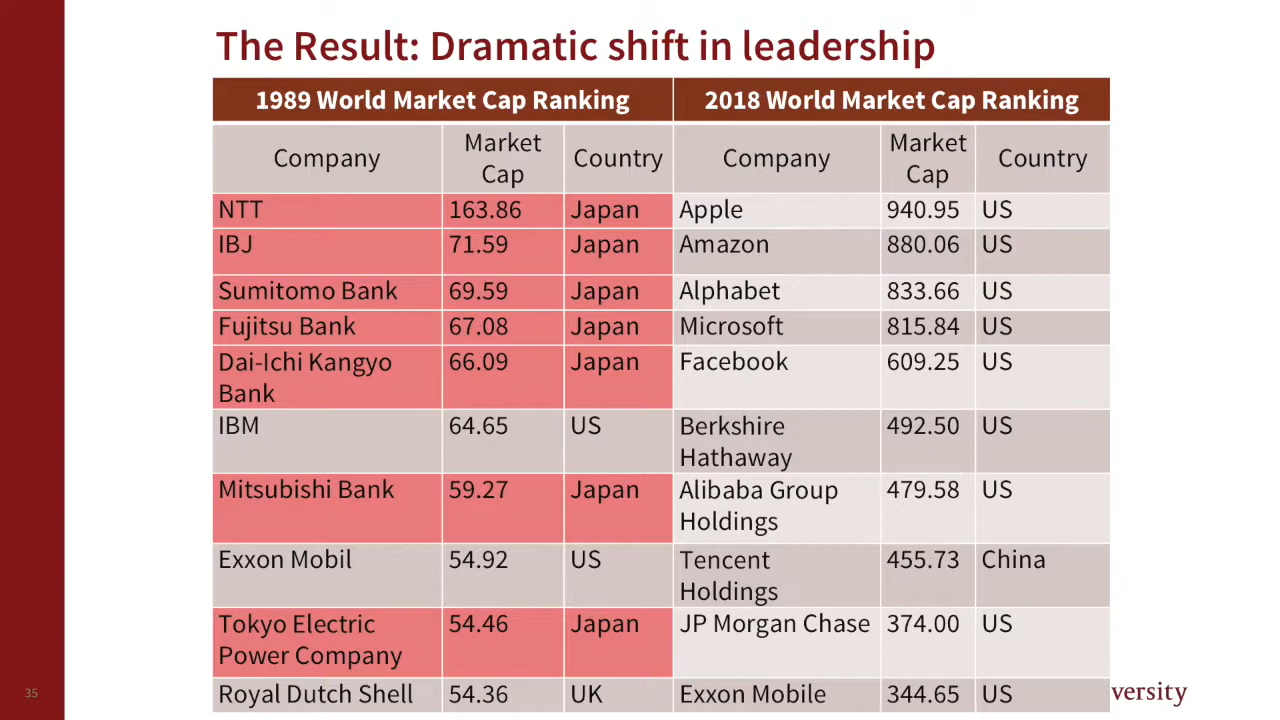 The Result: Dramatic shift in leadership
1989 World Market Cap Ranking 2018 World Market Cap Ranking
Company Market Cap Country Company Market Cap Country
NTT 163.86 Japan Apple 940.95 US
IBJ 71.59 Japan Amazon 880.06 US
Sumitomo Bank 69.59 Japan Alphabet 833.66 US
Fujitsu Bank 67.08 Japan Microsoft 815.84 US
Dai-Ichi Kangyo Bank 66.09 Japan Facebook 609.25 US
IBM 64.65 US Berkshire Hathaway 492.50 US
Mitsubishi Bank 59.27 Japan Alibaba Group Holdings 479.58 US
Exxon Mobil 54.92 US Tencent Holdings 455.73 China
Tokyo Electric Power Company 54.46 Japan JP Morgan Chase 374.00 US
Royal Dutch Shell 54.36 UK Exxon Mobile 344.65 US
35
versity